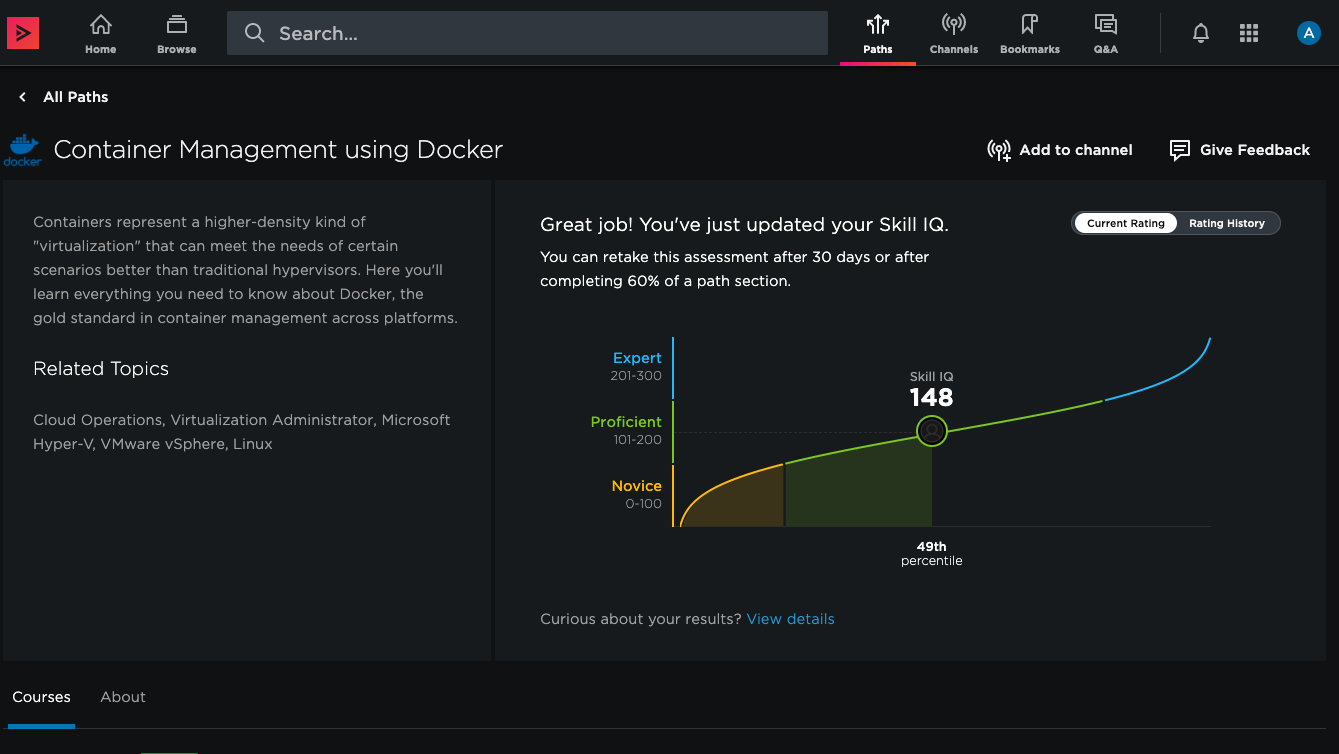 Home
Browse
Search...
Paths
Channels
Bookmarks
Q&A
A
All Paths
docker
Container Management using Docker
Add to channel
Give Feedback
Containers represent a higher-density kind of
"virtualization" that can meet the needs of certain
scenarios better than traditional hypervisors. Here you'll
learn everything you need to know about Docker, the
gold standard in container management across platforms.
Related Topics
Cloud Operations, Virtualization Administrator, Microsoft
Hyper-V, VMware vSphere, Linux
Great job! You've just updated your Skill IQ.
Current Rating
Rating History
You can retake this assessment after 30 days or after
completing 60% of a path section.
Expert
201-300
Proficient
101-200
Novice
0-100
Skill IQ
148
49th
percentile
Curious about your results? View details
Courses
About